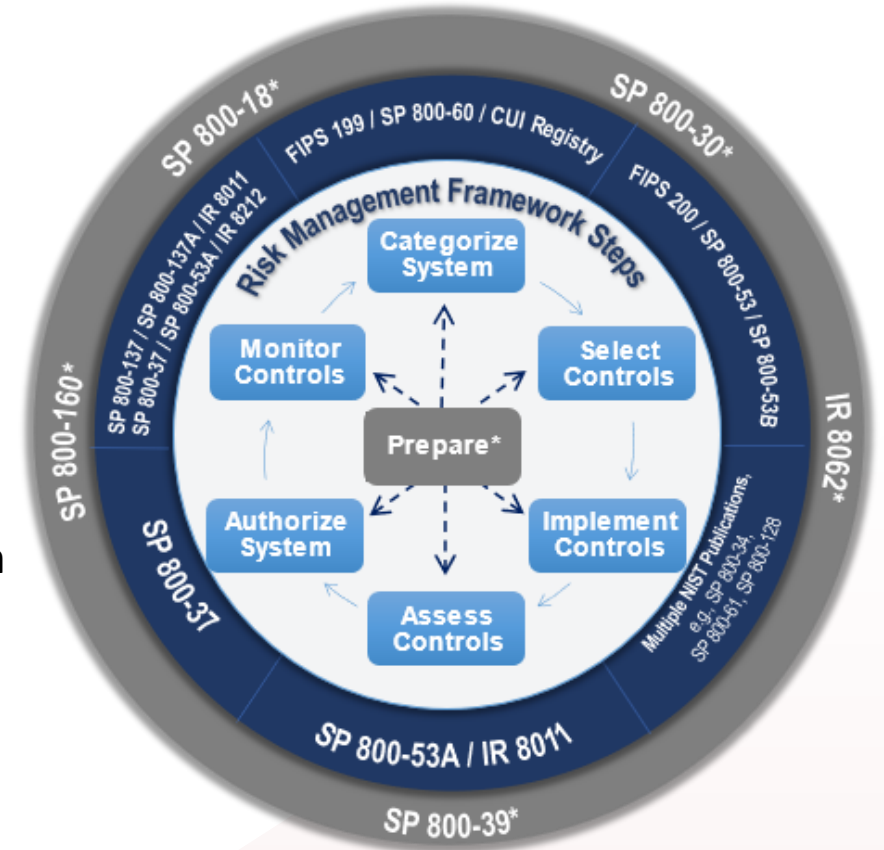 SP 800-18*
SP 800-30*
IR 8062*
SP 800-39*
SP 800-160*
FIPS 199 / SP 800-60 / CUI Registry
FIPS 200 / SP 800-53 / SP 800-53B
Multiple NIST Publications,
e.g., SP 800-34,
SP 800-61, SP 800-128
SP 800-53A / IR 8011
SP 800-37
SP 800-137 / SP 800-137A / IR 8011
SP 800-37 / SP 800-53A / IR 8212
Risk Management Framework Steps
Categorize
System
Select
Controls
Implement
Controls
Assess
Controls
Authorize
System
Monitor
Controls
Prepare*
n